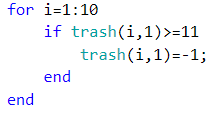 for i=1:10
    if trash(i,1)>=11
        trash(i,1)=-1;
    end
end